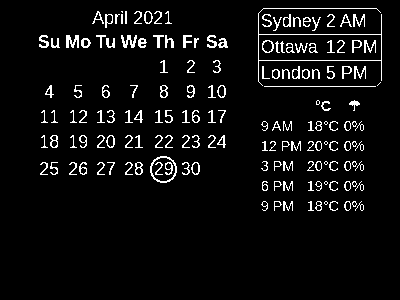 April 2021
Su Mo Tu We Th Fr Sa
1 2 3
4 5 6 7 8 9 10
11 12 13 14 15 16 17
18 19 20 21 22 23 24
25 26 27 28 29 30
Sydney 2 AM
Ottawa 12 PM
London 5 PM
°C
9 AM 18°C 0%
12 PM 20°C 0%
3 PM 20°C 0%
6 PM 19°C 0%
9 PM 18°C 0%